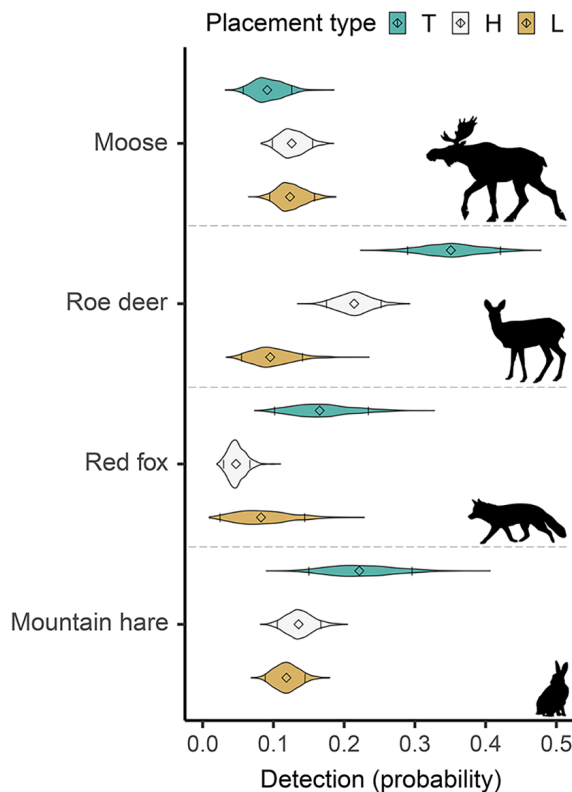 Placement type T H L
Moose
Roe deer
Red fox
Mountain hare
0.0 0.1 0.2 0.3 0.4 0.5
Detection (probability)